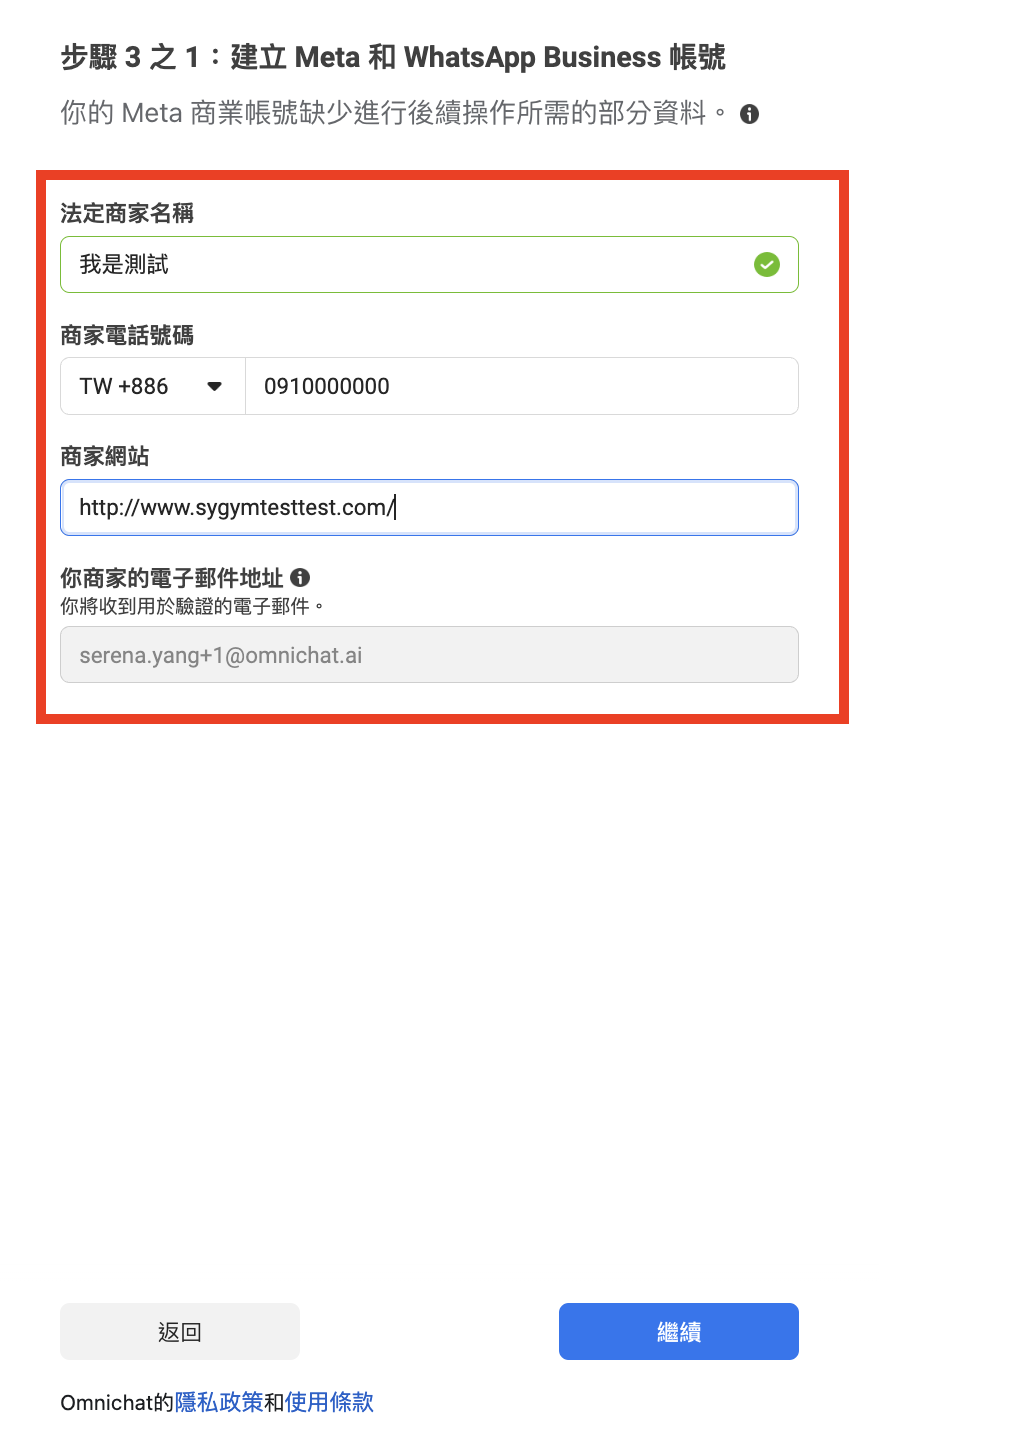 步驟 3 之 1：建立 Meta 和 WhatsApp Business 帳號
你的 Meta 商業帳號缺少進行後續操作所需的部分資料。
法定商家名稱
我是測試
商家電話號碼
TW +886 0910000000
商家網站
http://www.sygymtesttest.com/
你商家的電子郵件地址
你將收到用於驗證的電子郵件。
serena.yang+1@omnichat.ai
返回 繼續
Omnichat的隱私政策和使用條款